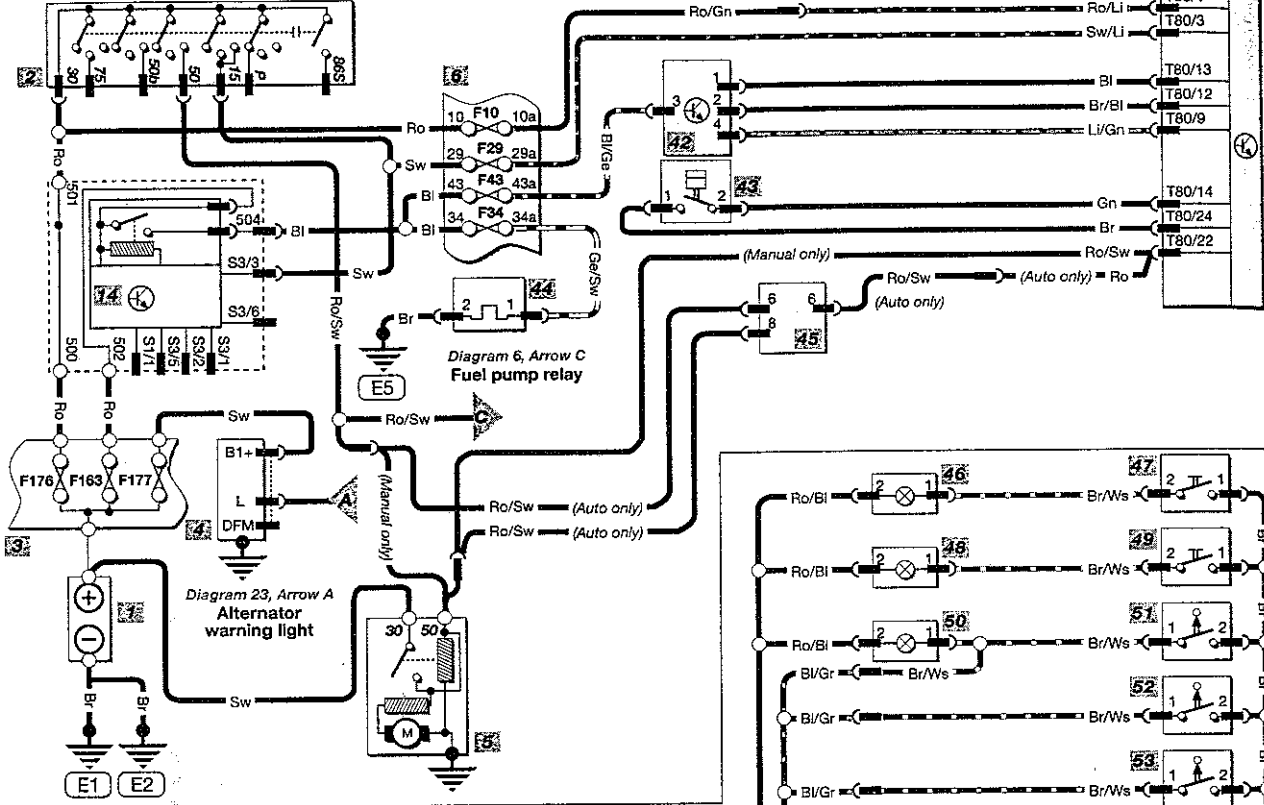 Ro/Gn
Ro/Li
Sw/Li
T80/3
2
30
75
50b
50
15
P
86S
6
Ro
10
F10
10a
Sw
29
F29
29a
Bl
43
F43
43a
Bl
34
F34
34a
Bl/Ge
1
3
2
4
42
Bl
T80/13
Br/Bl
T80/12
Li/Gn
T80/9
1
2
43
Gn
T80/14
Br
T80/24
(Manual only)
Ro/Sw
T80/22
Ro/Sw
(Auto only)
Ro
(Auto only)
6
6
8
45
Ro
501
504
Bl
S3/3
Sw
14
S3/6
500
502
S1/1
S3/5
S3/2
S3/1
Ge/Sw
44
Br
2
1
E5
Diagram 6, Arrow C
Fuel pump relay
Ro/Sw
Ro/Sw
C
Ro
Ro
Sw
F176
F163
F177
3
B1+
L
DFM
4
A
(Manual only)
Ro/Sw
(Auto only)
Ro/Sw
(Auto only)
Diagram 23, Arrow A
Alternator
warning light
1
Sw
Br
Br
E1
E2
30
50
M
5
Ro/Bl
2
1
46
Br/Ws
47
2
1
Ro/Bl
2
1
48
Br/Ws
49
2
1
Ro/Bl
2
1
50
Br/Ws
51
1
2
Bl/Gr
Br/Ws
Bl/Gr
Br/Ws
52
1
2
Bl/Gr
Br/Ws
53
1
2